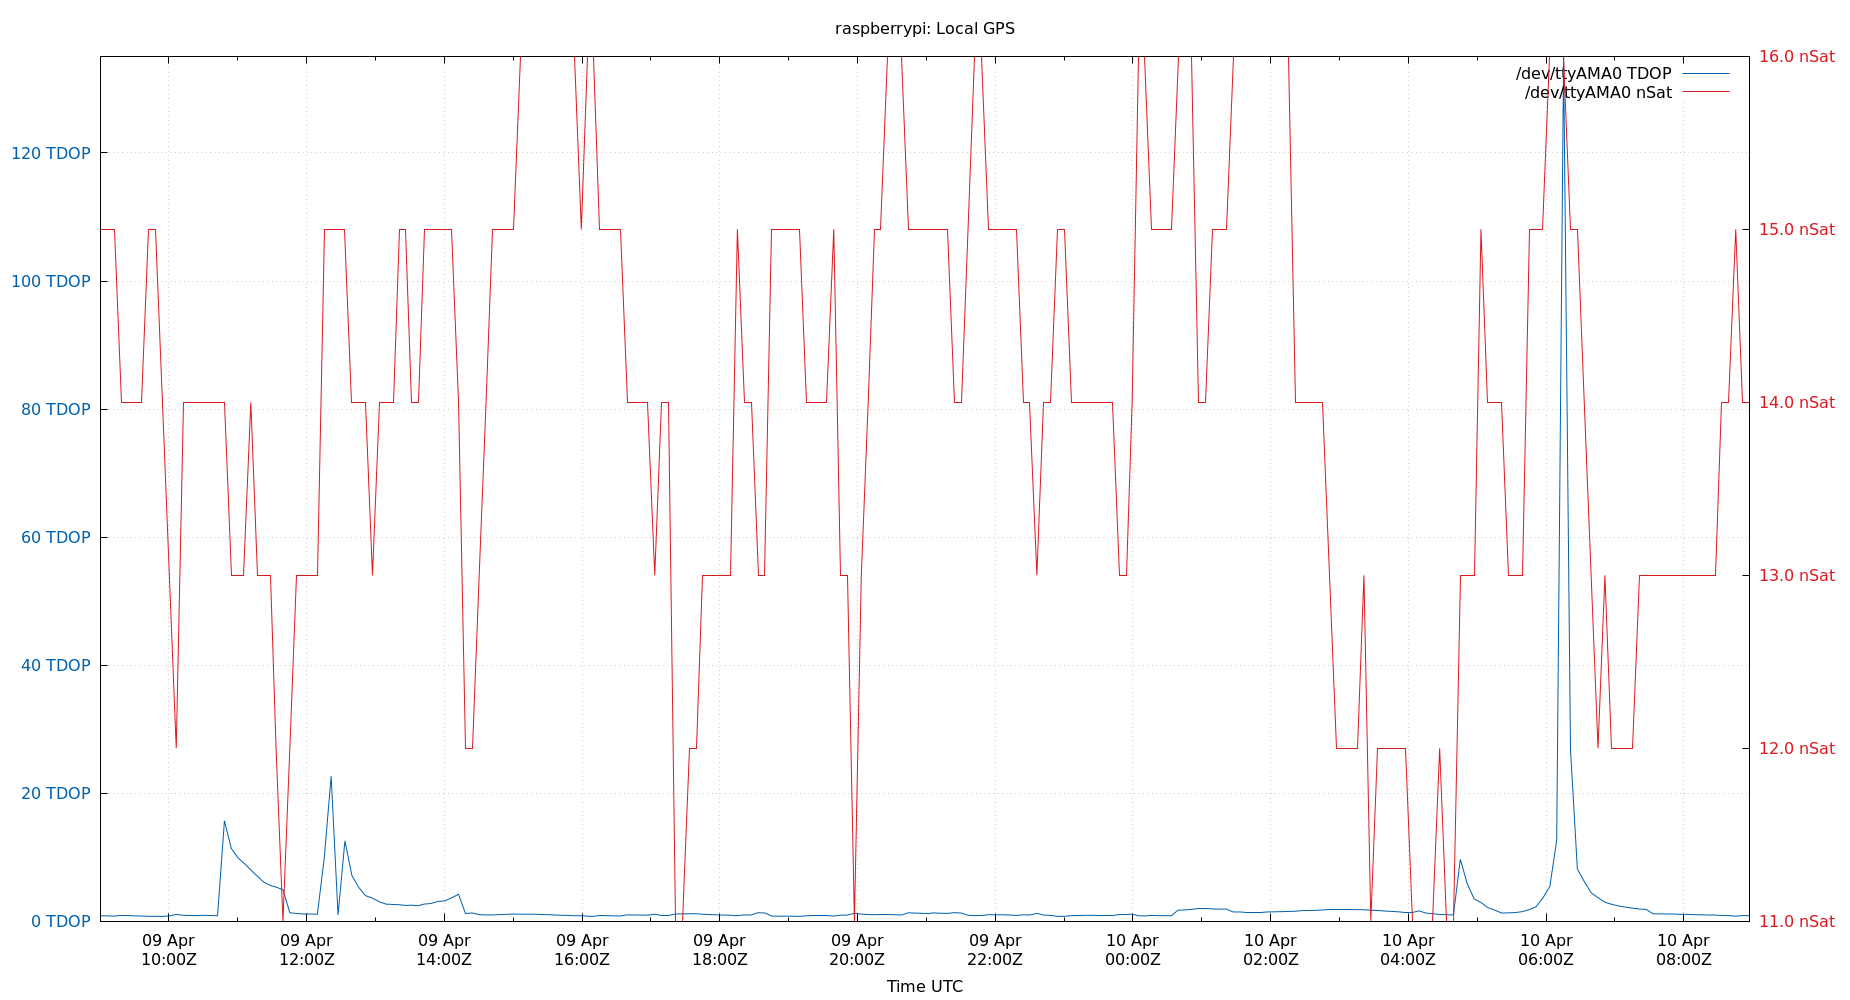 raspberrypi: Local GPS
/dev/ttyAMA0 TDOP
/dev/ttyAMA0 nSat
120 TDOP
100 TDOP
80 TDOP
60 TDOP
40 TDOP
20 TDOP
0 TDOP
16.0 nSat
15.0 nSat
14.0 nSat
13.0 nSat
12.0 nSat
11.0 nSat
09 Apr
10:00Z
09 Apr
12:00Z
09 Apr
14:00Z
09 Apr
16:00Z
09 Apr
18:00Z
09 Apr
20:00Z
09 Apr
22:00Z
10 Apr
00:00Z
10 Apr
02:00Z
10 Apr
04:00Z
10 Apr
06:00Z
10 Apr
08:00Z
Time UTC